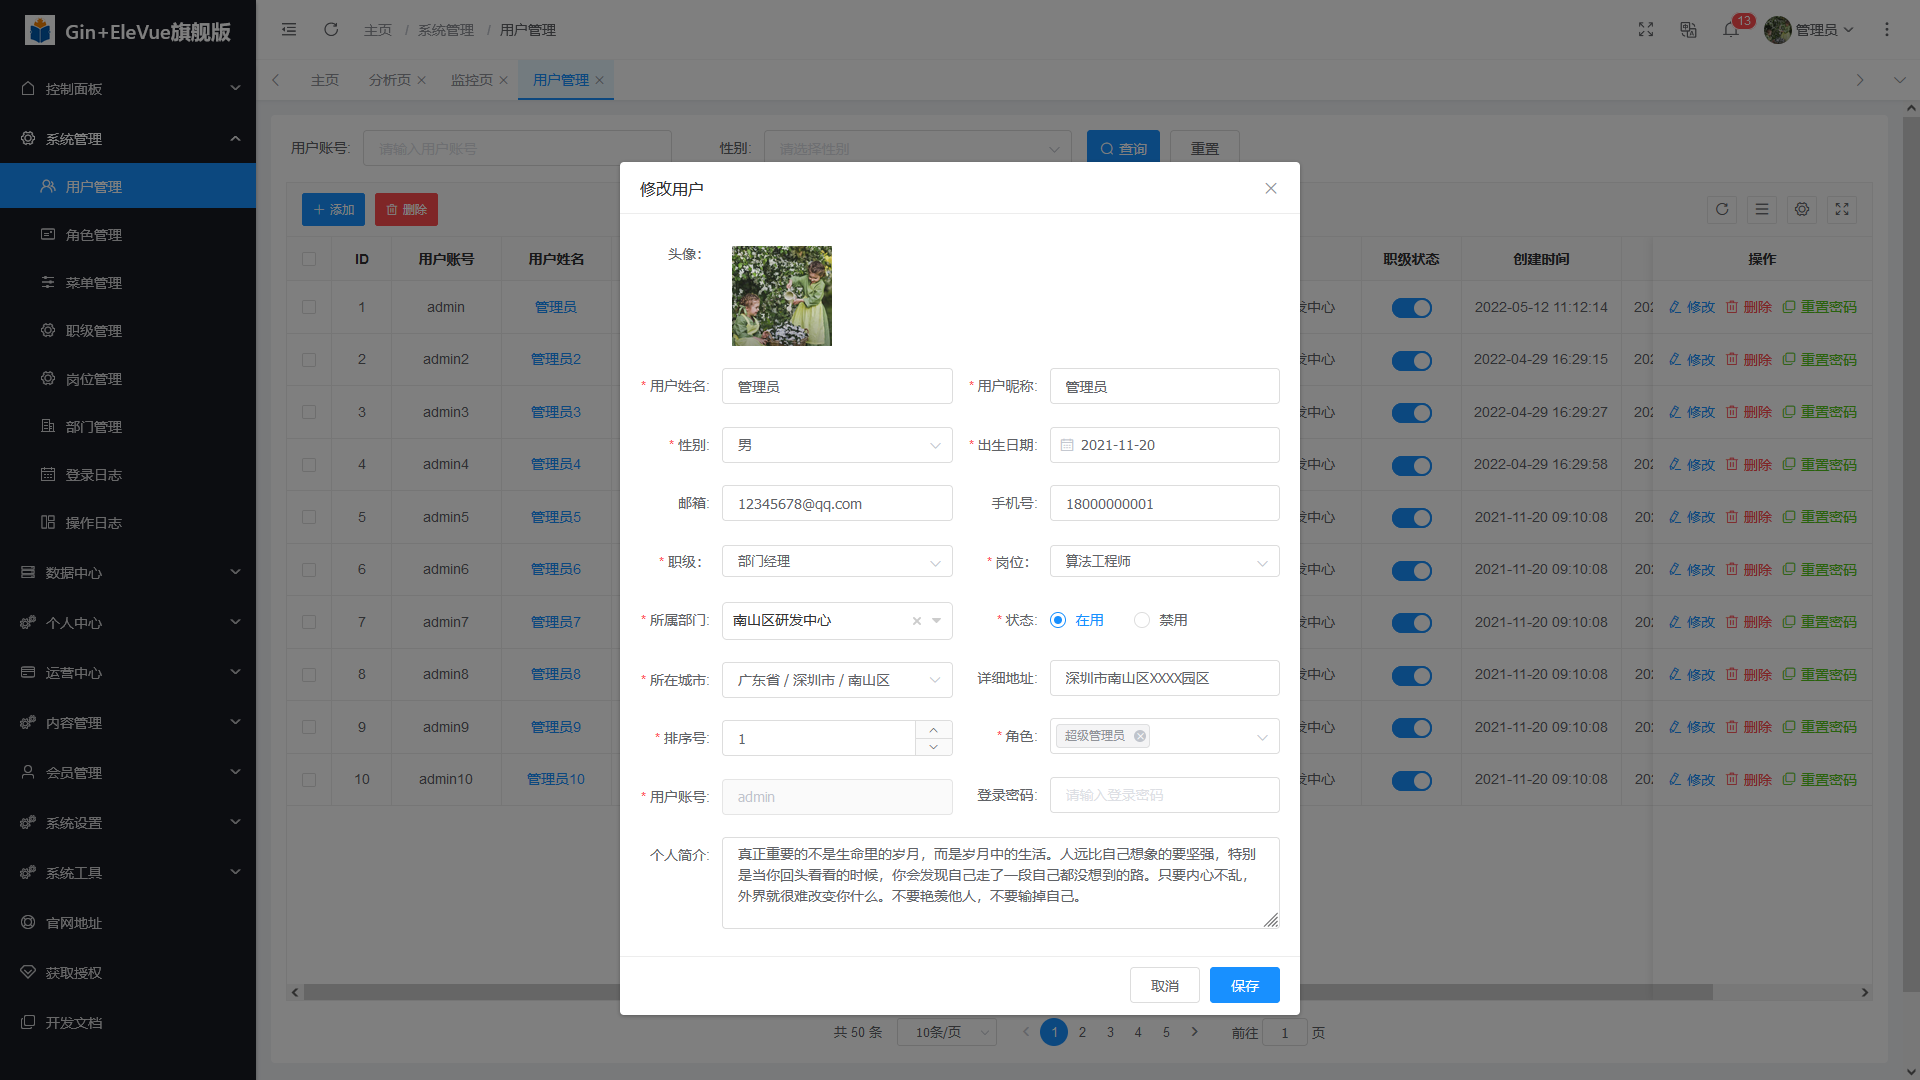 Gin+EleVue旗舰版
控制面板
系统管理
用户管理
角色管理
菜单管理
职级管理
岗位管理
部门管理
登录日志
操作日志
数据中心
个人中心
运营中心
内容管理
会员管理
系统设置
系统工具
官网地址
获取授权
开发文档
主页 / 系统管理 / 用户管理
13 管理员
主页 分析页 监控页 用户管理
用户账号: 请输入用户账号 性别: 请选择性别 查询 重置
添加 删除
ID 用户账号 用户姓名 职级状态 创建时间 操作
1 admin 管理员 中心 2022-05-12 11:12:14 202 修改 删除 重置密码
2 admin2 管理员2 中心 2022-04-29 16:29:15 202 修改 删除 重置密码
3 admin3 管理员3 中心 2022-04-29 16:29:27 202 修改 删除 重置密码
4 admin4 管理员4 中心 2022-04-29 16:29:58 202 修改 删除 重置密码
5 admin5 管理员5 中心 2021-11-20 09:10:08 202 修改 删除 重置密码
6 admin6 管理员6 中心 2021-11-20 09:10:08 202 修改 删除 重置密码
7 admin7 管理员7 中心 2021-11-20 09:10:08 202 修改 删除 重置密码
8 admin8 管理员8 中心 2021-11-20 09:10:08 202 修改 删除 重置密码
9 admin9 管理员9 中心 2021-11-20 09:10:08 202 修改 删除 重置密码
10 admin10 管理员10 中心 2021-11-20 09:10:08 202 修改 删除 重置密码
共 50 条 10条/页 1 2 3 4 5 前往 1 页
修改用户
头像：
* 用户姓名: 管理员 * 用户昵称: 管理员
* 性别: 男 * 出生日期: 2021-11-20
邮箱: 12345678@qq.com 手机号: 18000000001
* 职级： 部门经理 * 岗位： 算法工程师
* 所属部门: 南山区研发中心 * 状态: 在用 禁用
* 所在城市: 广东省 / 深圳市 / 南山区 详细地址: 深圳市南山区XXXX园区
* 排序号: 1 * 角色: 超级管理员
* 用户账号: admin 登录密码: 请输入登录密码
个人简介: 真正重要的不是生命里的岁月，而是岁月中的生活。人远比自己想象的要坚强，特别
是当你回头看看的时候，你会发现自己走了一段自己都没想到的路。只要内心不乱，
外界就很难改变你什么。不要艳羡他人，不要输掉自己。
取消 保存